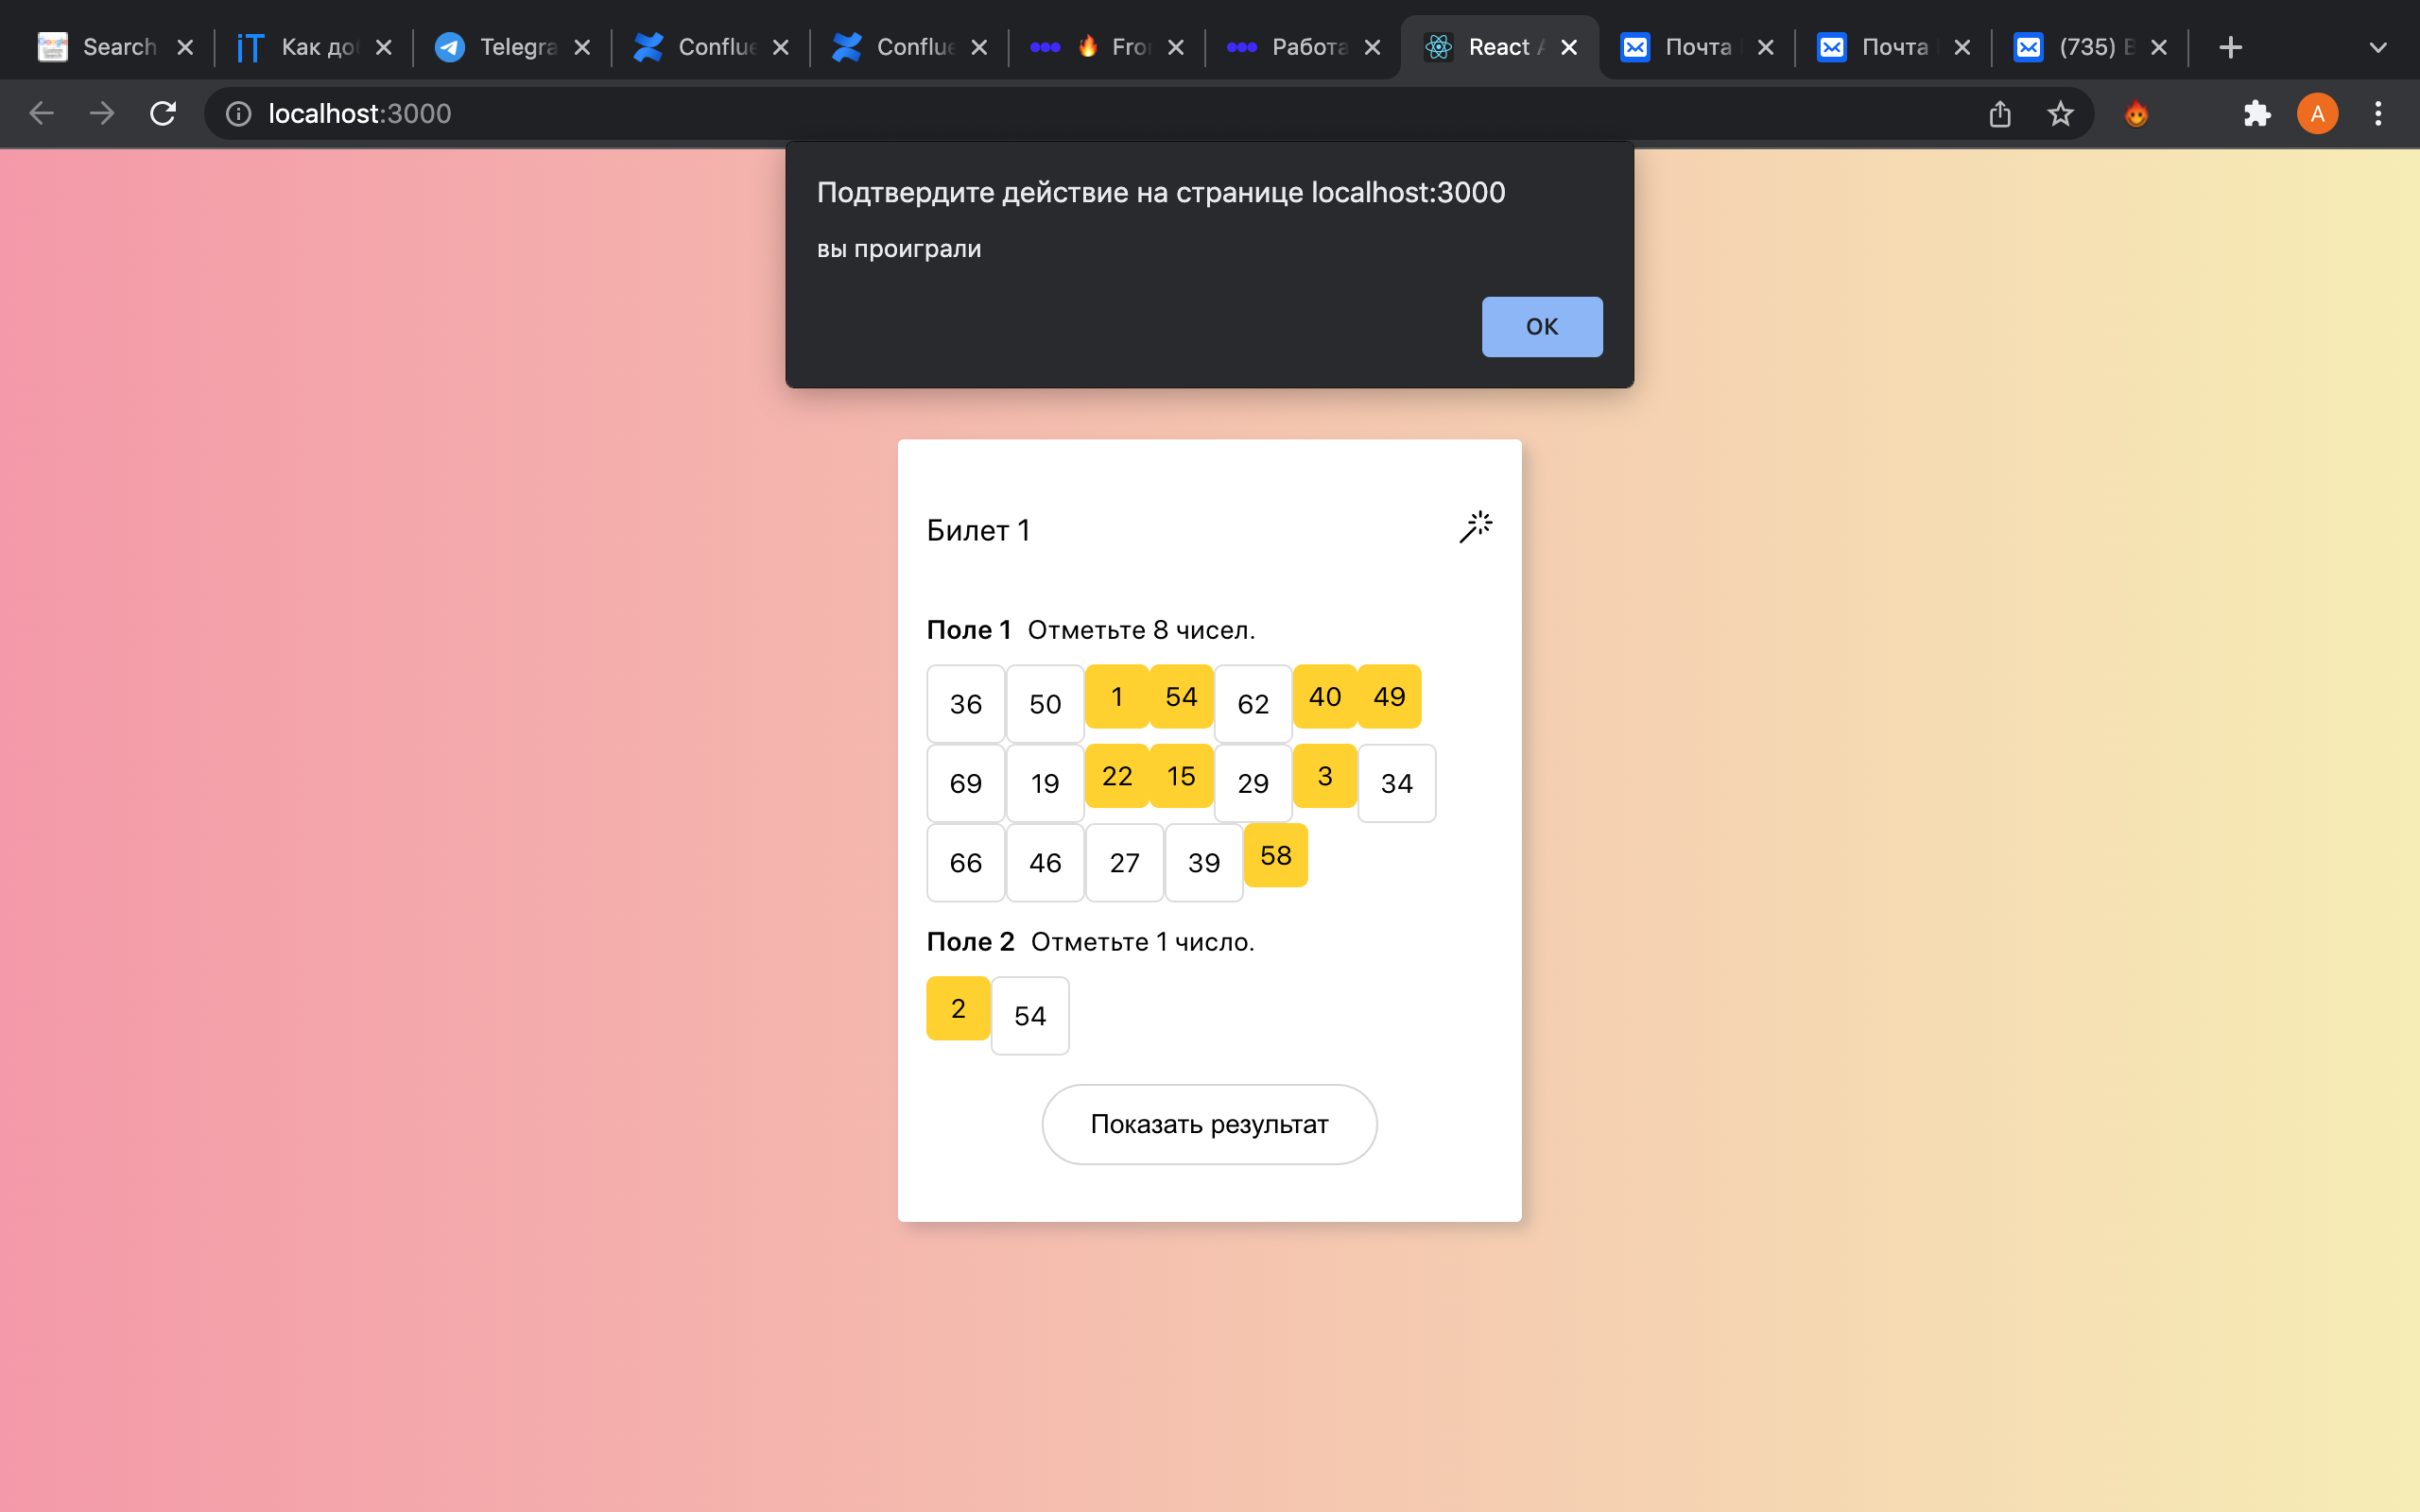 Search Как до Telegra Conflue Conflue Fro Работа React Почта Почта (735)
localhost:3000
A
Подтвердите действие на странице localhost:3000
вы проиграли
ОК
Билет 1
Поле 1 Отметьте 8 чисел.
36 50 1 54 62 40 49
69 19 22 15 29 3 34
66 46 27 39 58
Поле 2 Отметьте 1 число.
2 54
Показать результат